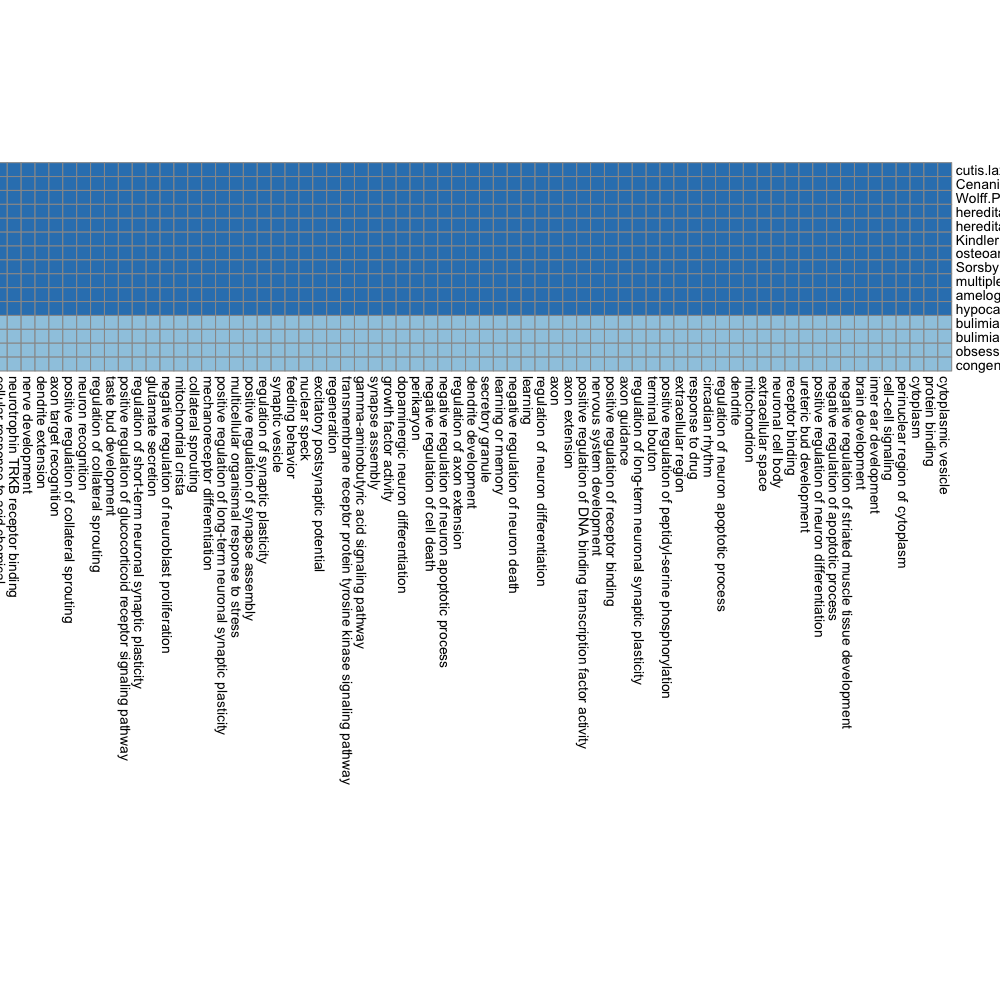 cutis.la
Cenani
Wolff.P
heredita
heredita
Kindler
osteoar
Sorsby
multiple
amelog
hypoca
bulimia
bulimia
obsess
congen
cellular response to acid chemical
neurotrophin TRKB receptor binding
nerve development
dendrite extension
axon target recognition
positive regulation of collateral sprouting
neuron recognition
regulation of collateral sprouting
taste bud development
positive regulation of glucocorticoid receptor signaling pathway
regulation of short-term neuronal synaptic plasticity
glutamate secretion
negative regulation of neuroblast proliferation
mitochondrial crista
collateral sprouting
mechanoreceptor differentiation
positive regulation of long-term neuronal synaptic plasticity
multicellular organismal response to stress
positive regulation of synapse assembly
regulation of synaptic plasticity
synaptic vesicle
feeding behavior
nuclear speck
excitatory postsynaptic potential
regeneration
transmembrane receptor protein tyrosine kinase signaling pathway
gamma-aminobutyric acid signaling pathway
synapse assembly
growth factor activity
dopaminergic neuron differentiation
perikaryon
negative regulation of cell death
negative regulation of neuron apoptotic process
regulation of axon extension
dendrite development
secretory granule
learning or memory
negative regulation of neuron death
learning
regulation of neuron differentiation
axon
axon extension
positive regulation of DNA binding transcription factor activity
nervous system development
positive regulation of receptor binding
axon guidance
regulation of long-term neuronal synaptic plasticity
terminal bouton
positive regulation of peptidyl-serine phosphorylation
extracellular region
response to drug
circadian rhythm
regulation of neuron apoptotic process
dendrite
mitochondrion
extracellular space
neuronal cell body
receptor binding
ureteric bud development
positive regulation of neuron differentiation
negative regulation of apoptotic process
negative regulation of striated muscle tissue development
brain development
inner ear development
cell-cell signaling
perinuclear region of cytoplasm
cytoplasm
protein binding
cytoplasmic vesicle